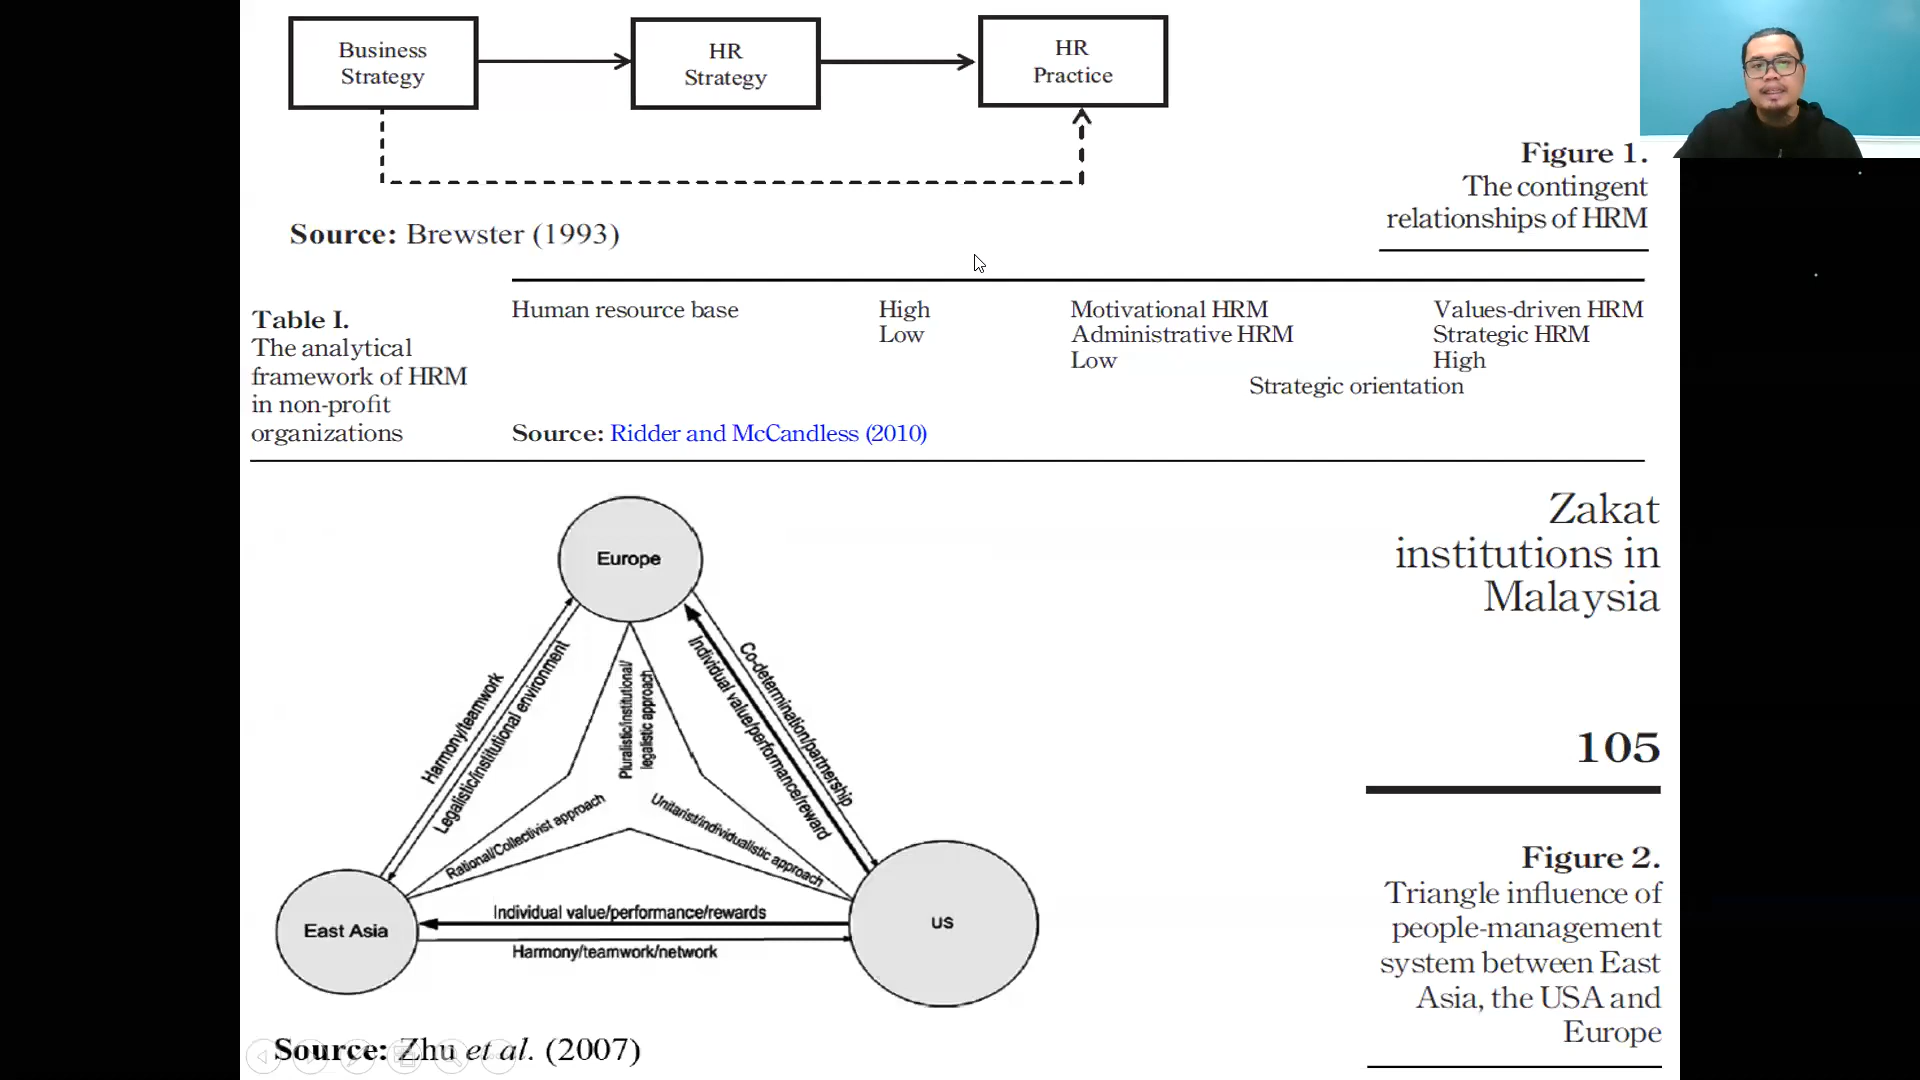 Business
Strategy
HR
Strategy
HR
Practice
Figure 1.
The contingent
relationships of HRM
Source: Brewster (1993)
Table I.
The analytical
framework of HRM
in non-profit
organizations
Human resource base High Motivational HRM Values-driven HRM
Low Administrative HRM Strategic HRM
Low High
Strategic orientation
Source: Ridder and McCandless (2010)
Zakat
institutions in
Malaysia
105
Europe
Harmony/teamwork
Legalistic/institutional environment
Pluralistic/institutional/
legalistic approach
Individual value/performance/reward
Co-determination/partnership
Rational/Collectivist approach
Unitarist/individualistic approach
East Asia
Individual value/performance/rewards
Harmony/teamwork/network
US
Figure 2.
Triangle influence of
people-management
system between East
Asia, the USA and
Europe
Source: Zhu et al. (2007)